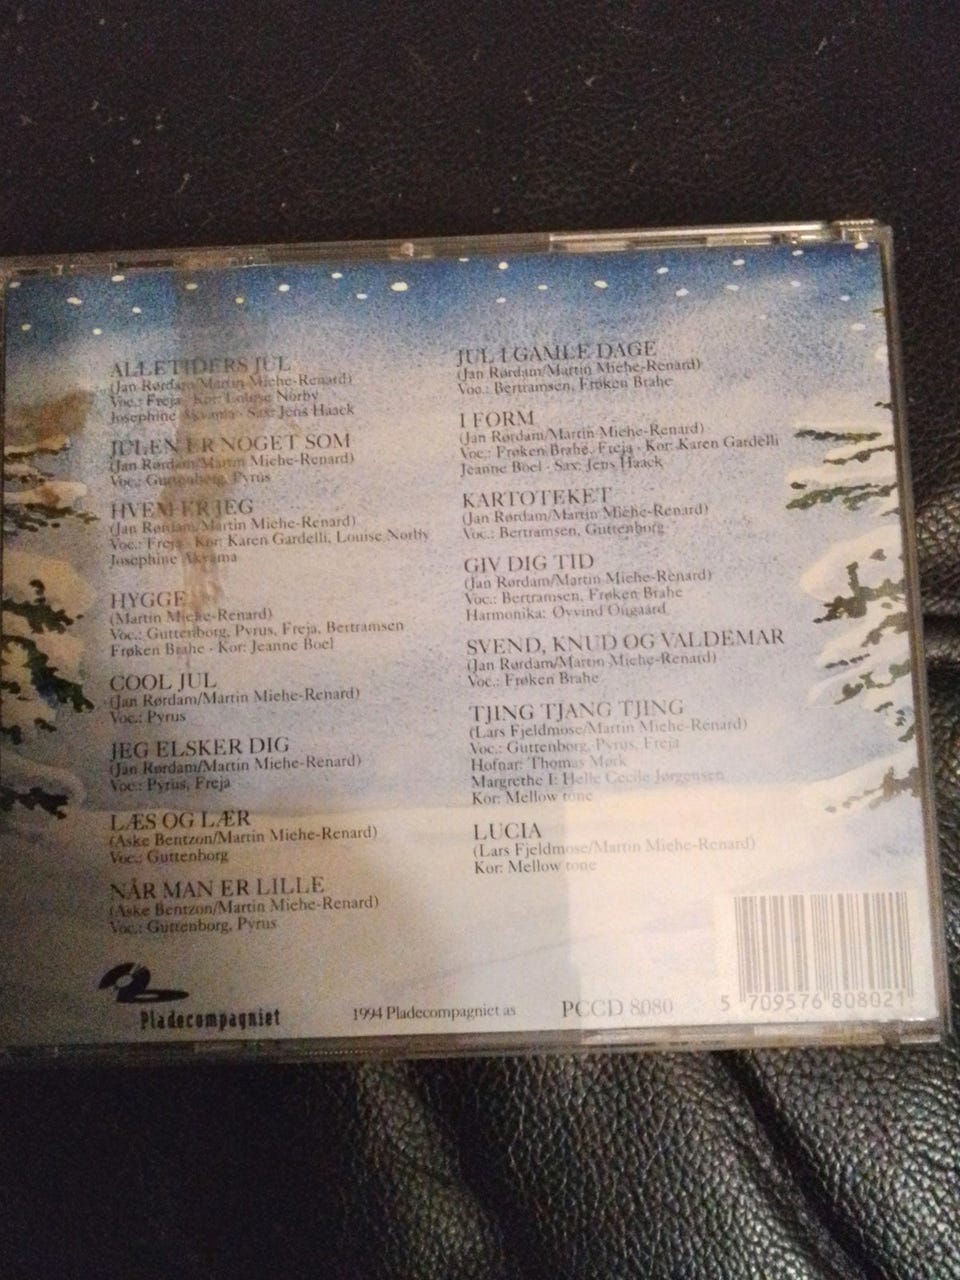 ALLETIDERS JUL
(Jan Rørdam/Martin Miehe-Renard)
Voc.: Freja · Kor: Louise Norby
Josephine Akvama · Sax: Jens Haack
JULEN ER NOGET SOM
(Jan Rørdam/Martin Miehe-Renard)
Voc.: Guttenborg, Pyrus
HVEM ER JEG
(Jan Rørdam/Martin Miehe-Renard)
Voc.: Freja · Kor: Karen Gardelli, Louise Norby
Josephine Akvama
HYGGE
(Martin Miehe-Renard)
Voc.: Guttenborg, Pyrus, Freja, Bertramsen
Frøken Brahe · Kor: Jeanne Boel
COOL JUL
(Jan Rørdam/Martin Miehe-Renard)
Voc.: Pyrus
JEG ELSKER DIG
(Jan Rørdam/Martin Miehe-Renard)
Voc.: Pyrus, Freja
LÆS OG LÆR
(Aske Bentzon/Martin Miehe-Renard)
Voc.: Guttenborg
NÅR MAN ER LILLE
(Aske Bentzon/Martin Miehe-Renard)
Voc.: Guttenborg, Pyrus
JUL I GAMLE DAGE
(Jan Rørdam/Martin Miehe-Renard)
Voc.: Bertramsen, Frøken Brahe
I FORM
(Jan Rørdam/Martin Miehe-Renard)
Voc.: Frøken Brahe, Freja · Kor: Karen Gardelli
Jeanne Boel · Sax: Jens Haack
KARTOTEKET
(Jan Rørdam/Martin Miehe-Renard)
Voc.: Bertramsen, Guttenborg
GIV DIG TID
(Jan Rørdam/Martin Miehe-Renard)
Voc.: Bertramsen, Frøken Brahe
Harmonika: Øyvind Ougaard
SVEND, KNUD OG VALDEMAR
(Jan Rørdam/Martin Miehe-Renard)
Voc.: Frøken Brahe
TJING TJANG TJING
(Lars Fjeldmose/Martin Miehe-Renard)
Voc.: Guttenborg, Pyrus, Freja
Hofnar: Thomas Mørk
Margrethe I: Helle Cecile Jørgensen
Kor: Mellow tone
LUCIA
(Lars Fjeldmose/Martin Miehe-Renard)
Kor: Mellow tone
Pladecompagniet
1994 Pladecompagniet as
PCCD 8080
5 709576 808021